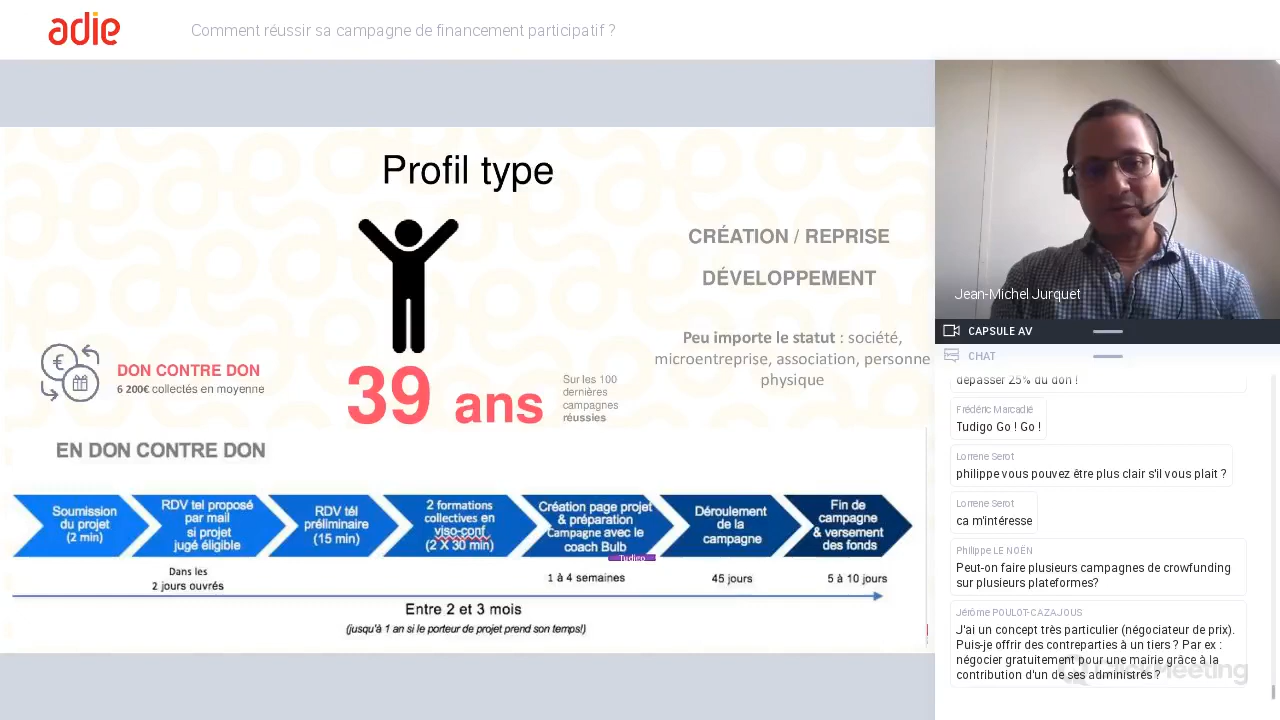 adie
Comment réussir sa campagne de financement participatif ?
Profil type
CRÉATION / REPRISE
DÉVELOPPEMENT
Peu importe le statut : société,
microentreprise, association, personne
physique
DON CONTRE DON
6 200€ collectés en moyenne
39 ans
Sur les 100
dernières
campagnes
réussies
EN DON CONTRE DON
Soumission
du projet
(2 min)
RDV tel proposé
par mail
si projet
jugé éligible
RDV tél
préliminaire
(15 min)
2 formations
collectives en
viso-conf
(2 X 30 min)
Création page projet
& préparation
Campagne avec le
coach Bulb
Tudigo
Déroulement
de la
campagne
Fin de
campagne
& versement
des fonds
Dans les
2 jours ouvrés
1 à 4 semaines
45 jours
5 à 10 jours
Entre 2 et 3 mois
(jusqu'à 1 an si le porteur de projet prend son temps!)
Jean-Michel Jurquet
CAPSULE AV
CHAT
dépasser 25% du don !
Frédéric Marcadié
Tudigo Go ! Go !
Lorrene Serot
philippe vous pouvez être plus clair s'il vous plait ?
Lorrene Serot
ca m'intéresse
Philippe LE NOËN
Peut-on faire plusieurs campagnes de crowfunding
sur plusieurs plateformes?
Jérôme POULOT-CAZAJOUS
J'ai un concept très particulier (négociateur de prix).
Puis-je offrir des contreparties à un tiers ? Par ex :
négocier gratuitement pour une mairie grâce à la
contribution d'un de ses administrés ?
ClickMeeting